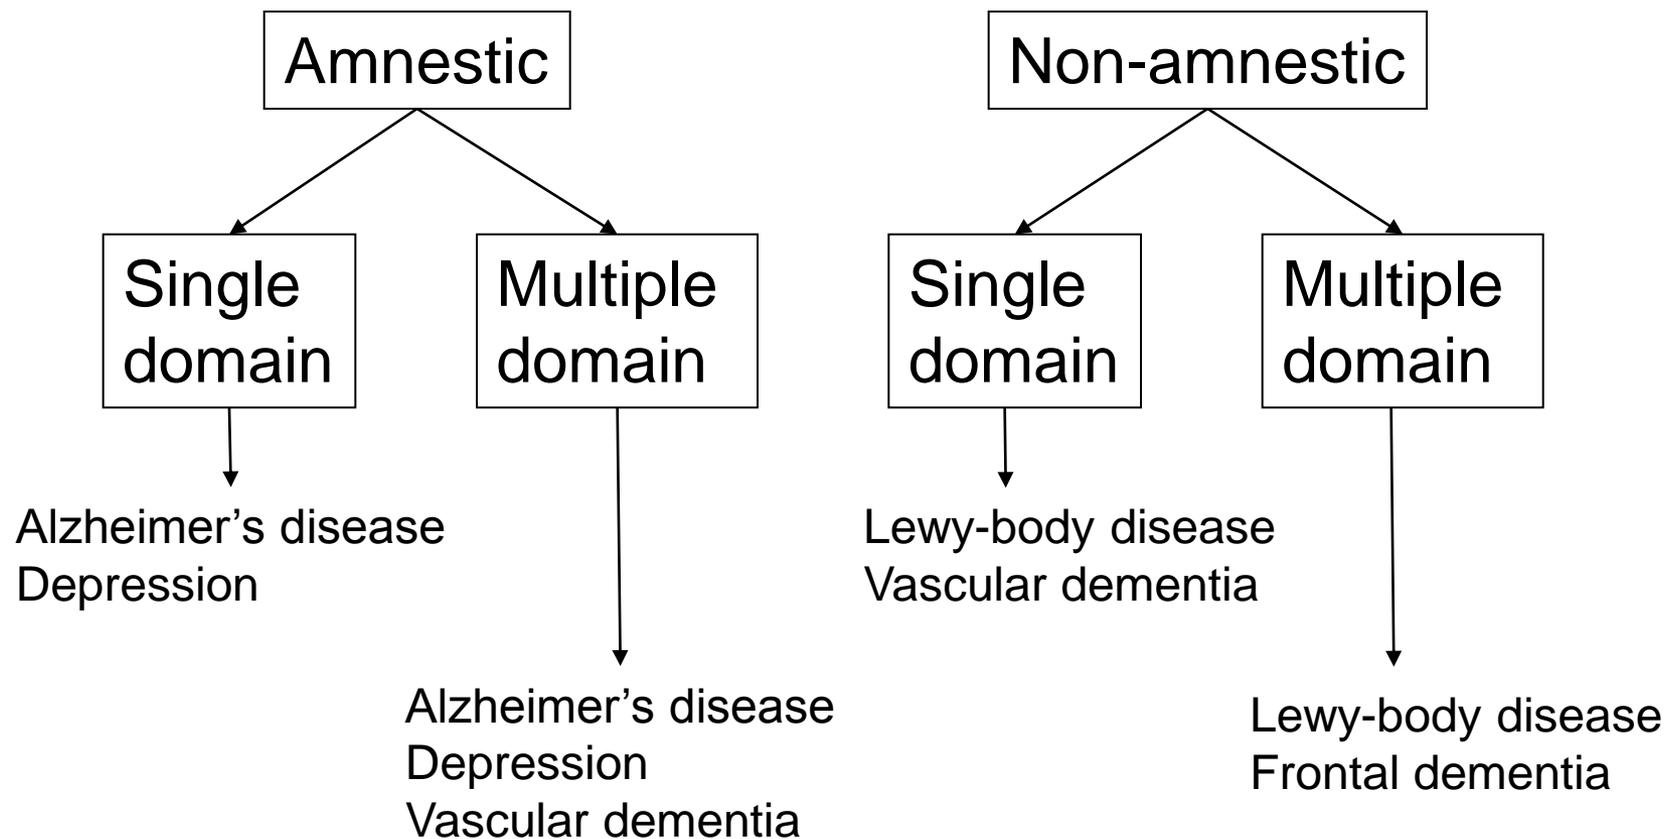 Amnestic
Non-amnestic
Single
domain
Multiple
domain
Single
domain
Multiple
domain
Alzheimer’s disease
Depression
Lewy-body disease
Vascular dementia
Alzheimer’s disease
Depression
Vascular dementia
Lewy-body disease
Frontal dementia